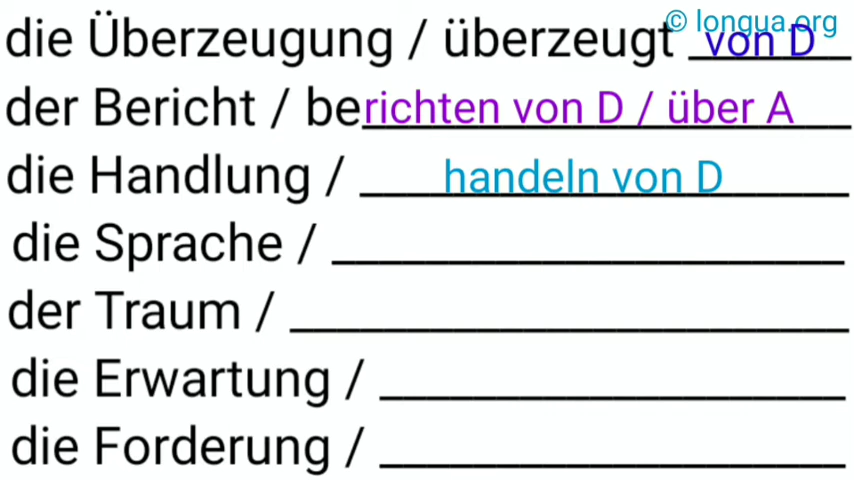 © longua.org
die Überzeugung / überzeugt von D
der Bericht / berichten von D / über A
die Handlung / handeln von D
die Sprache /
der Traum /
die Erwartung /
die Forderung /